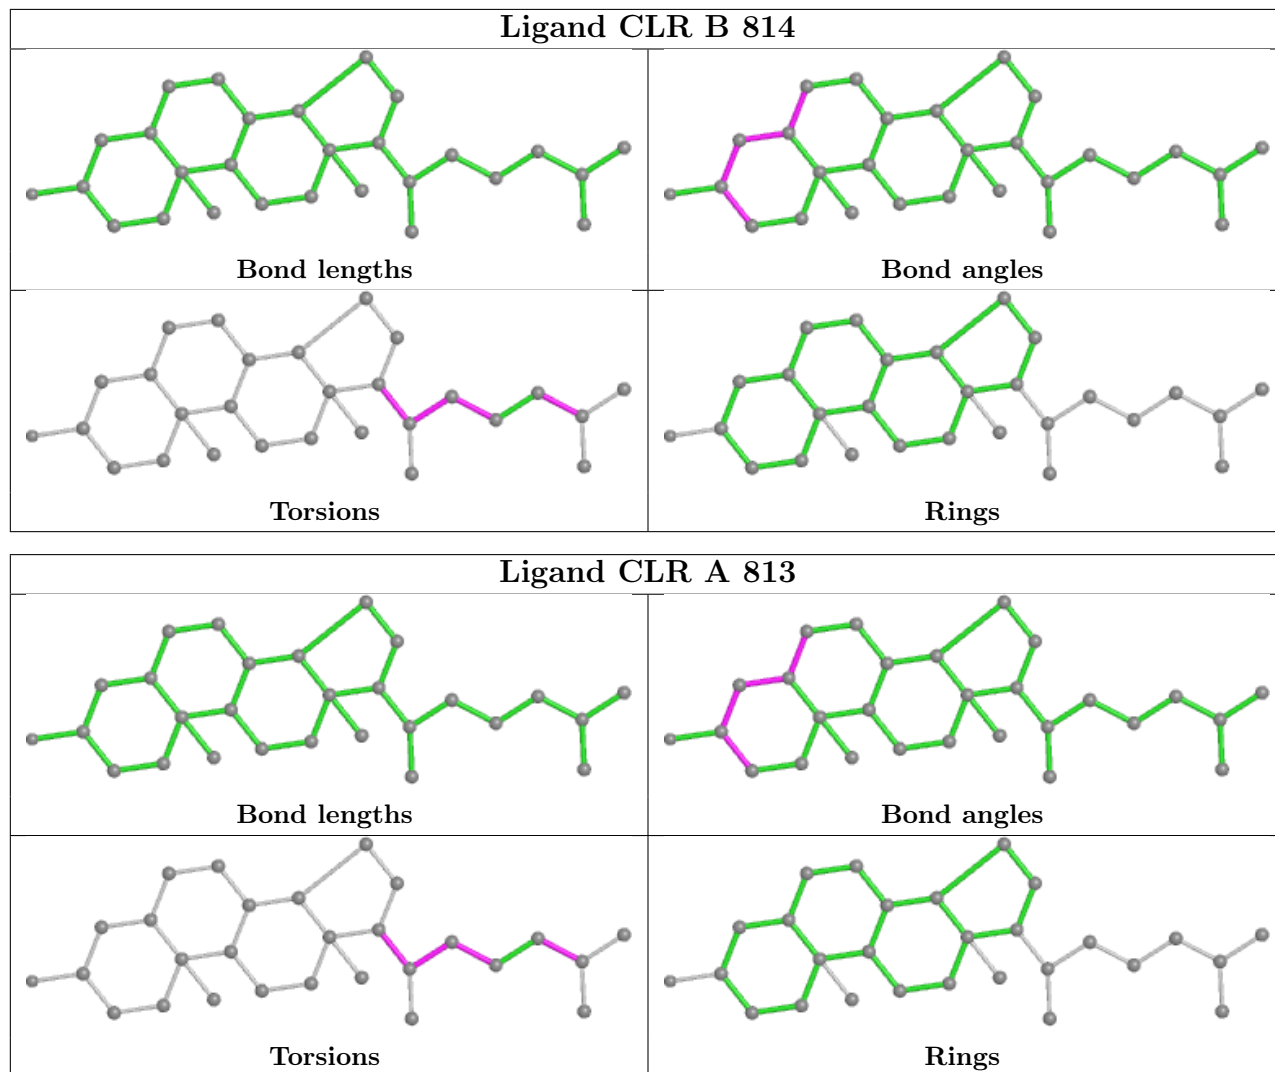 Ligand CLR B 814
Bond lengths
Bond angles
Torsions
Rings
Ligand CLR A 813
Bond lengths
Bond angles
Torsions
Rings